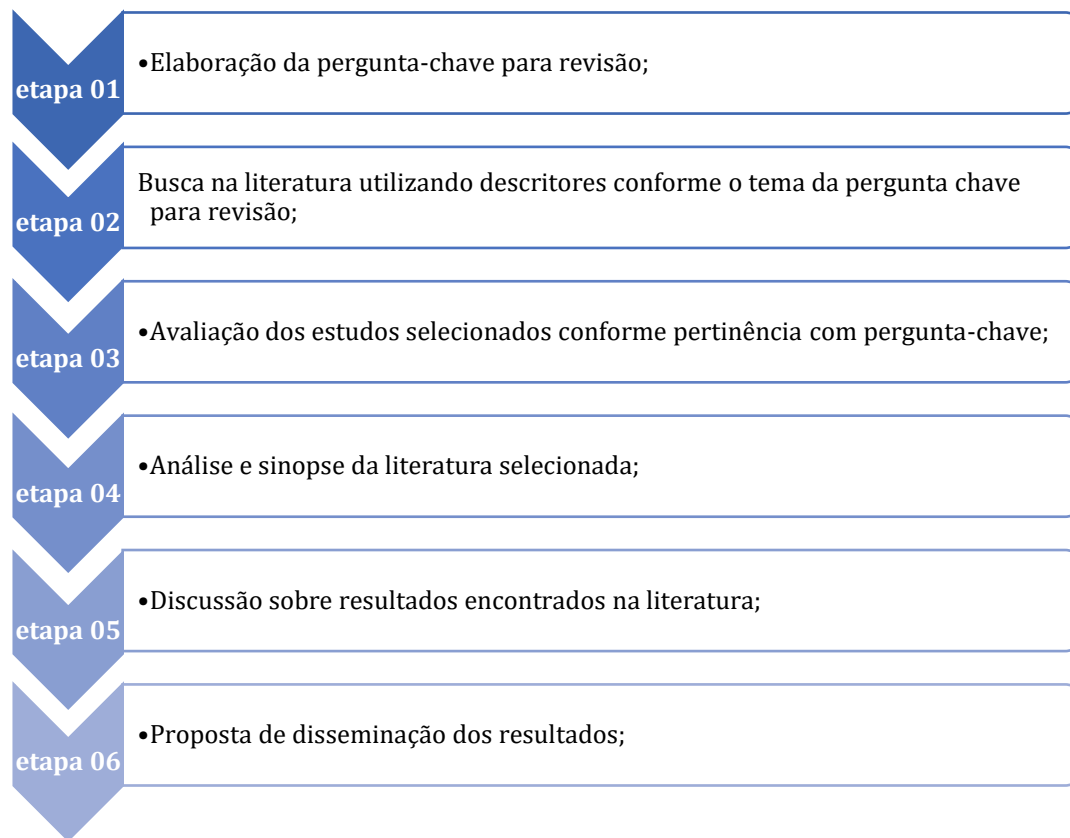 etapa 01
•Elaboração da pergunta-chave para revisão;
etapa 02
Busca na literatura utilizando descritores conforme o tema da pergunta chave
para revisão;
etapa 03
•Avaliação dos estudos selecionados conforme pertinência com pergunta-chave;
etapa 04
•Análise e sinopse da literatura selecionada;
etapa 05
•Discussão sobre resultados encontrados na literatura;
etapa 06
•Proposta de disseminação dos resultados;